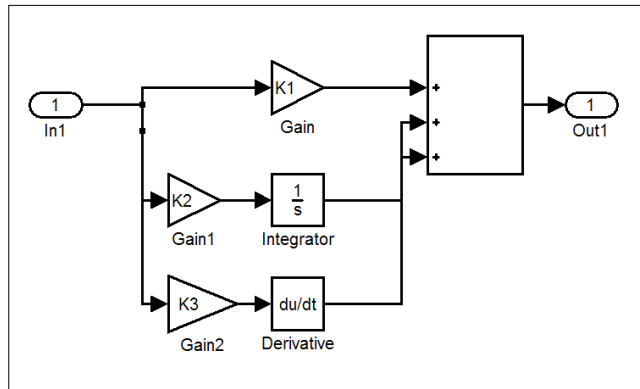 1
In1
K1
Gain
+
+
+
1
Out1
K2
Gain1
1
s
Integrator
K3
Gain2
du/dt
Derivative